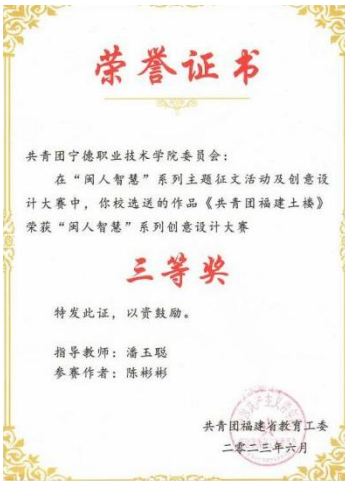 荣誉证书
共青团宁德职业技术学院委员会：
在“闽人智慧”系列主题征文活动及创意设
计大赛中，你校选送的作品《共青团福建土楼》
荣获“闽人智慧”系列创意设计大赛
三等奖
特发此证，以资鼓励。
指导教师：潘玉聪
参赛作者：陈彬彬
共青团福建省教育工委
二零二三年六月